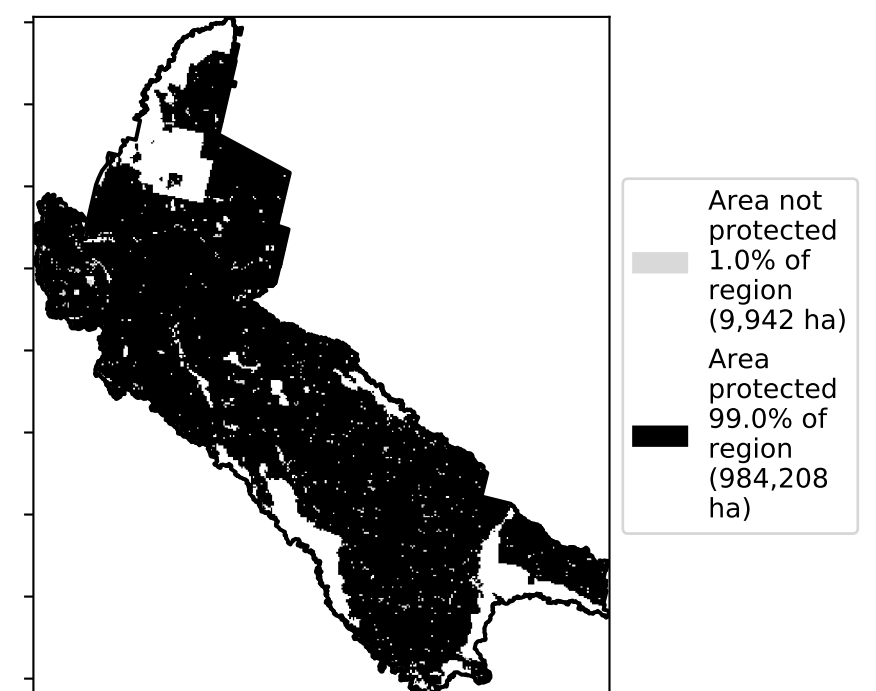 Area not
protected
1.0% of
region
(9,942 ha)
Area
protected
99.0% of
region
(984,208
ha)